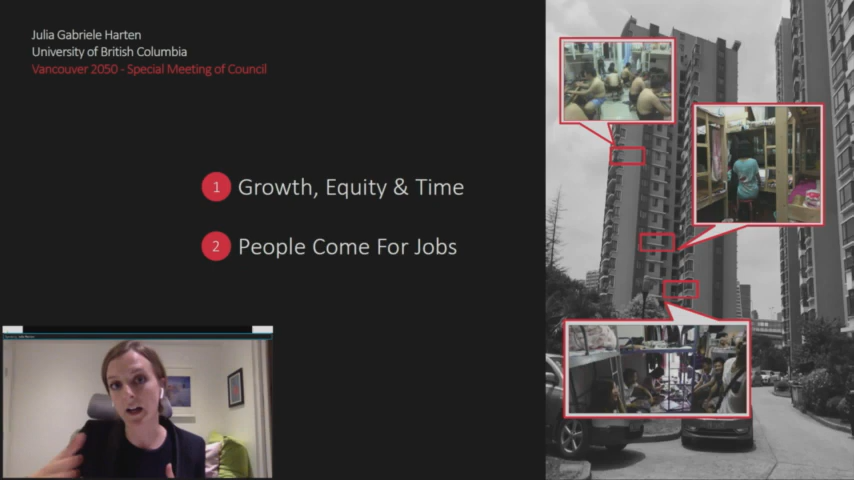 Julia Gabriele Harten
University of British Columbia
Vancouver 2050 - Special Meeting of Council
1 Growth, Equity & Time
2 People Come For Jobs